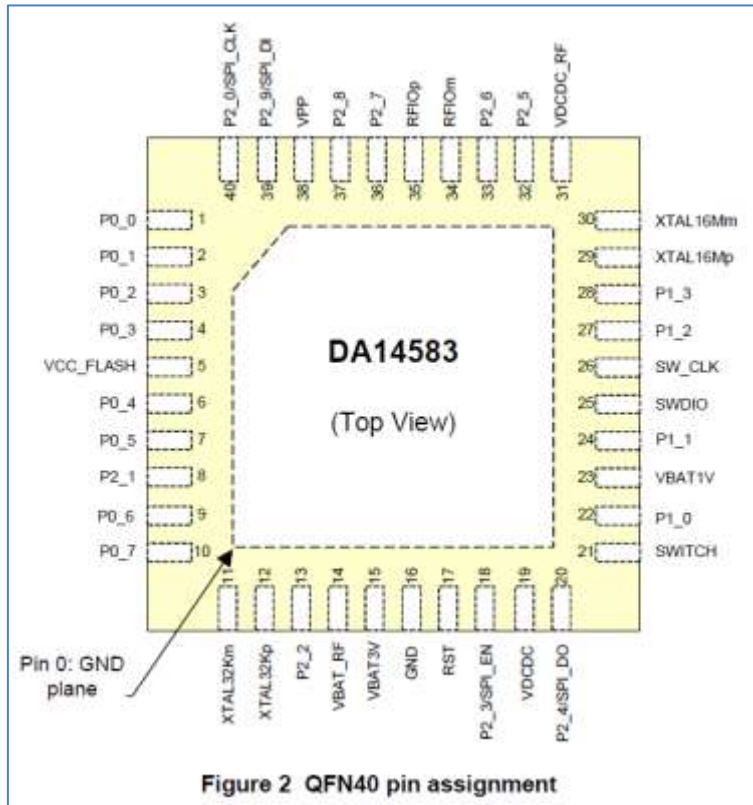 P2_0/SPI_CLK
P2_9/SPI_DI
VPP
P2_8
P2_7
RFIOp
RFIOm
P2_6
P2_5
VDCDC_RF
40
39
38
37
36
35
34
33
32
31
P0_0 1
P0_1 2
P0_2 3
P0_3 4
VCC_FLASH 5
P0_4 6
P0_5 7
P2_1 8
P0_6 9
P0_7 10
DA14583
(Top View)
30 XTAL16Mm
29 XTAL16Mp
28 P1_3
27 P1_2
26 SW_CLK
25 SWDIO
24 P1_1
23 VBAT1V
22 P1_0
21 SWITCH
11
12
13
14
15
16
17
18
19
20
Pin 0: GND
plane
XTAL32Km
XTAL32Kp
P2_2
VBAT_RF
VBAT3V
GND
RST
P2_3/SPI_EN
VDCDC
P2_4/SPI_DO
Figure 2 QFN40 pin assignment